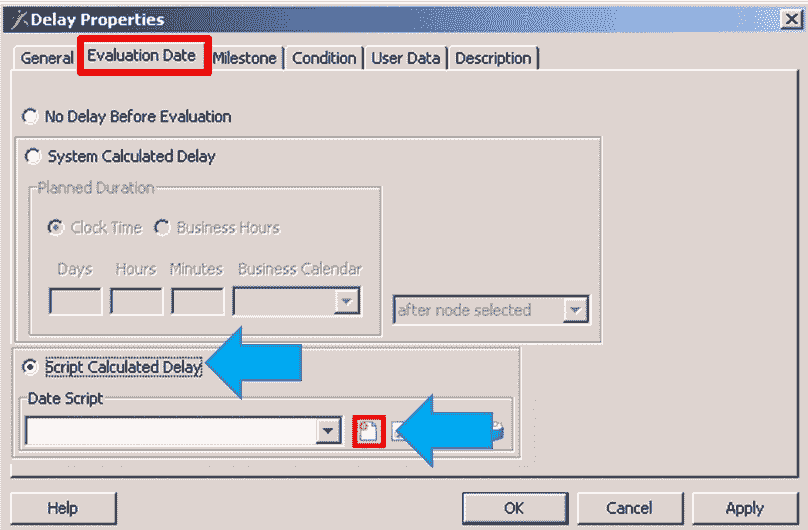 Delay Properties
General Evaluation Date Milestone Condition User Data Description
No Delay Before Evaluation
System Calculated Delay
Planned Duration
Clock Time Business Hours
Days Hours Minutes Business Calendar
after node selected
Script Calculated Delay
Date Script
Help OK Cancel Apply